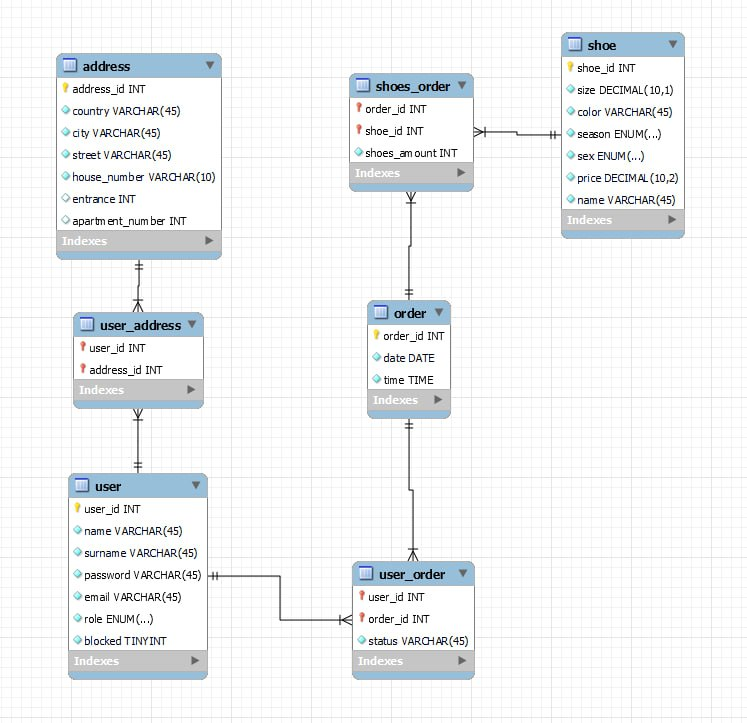 address
address_id INT
country VARCHAR(45)
city VARCHAR(45)
street VARCHAR(45)
house_number VARCHAR(10)
entrance INT
apartment_number INT
Indexes
user_address
user_id INT
address_id INT
Indexes
user
user_id INT
name VARCHAR(45)
surname VARCHAR(45)
password VARCHAR(45)
email VARCHAR(45)
role ENUM(...)
blocked TINYINT
Indexes
shoes_order
order_id INT
shoe_id INT
shoes_amount INT
Indexes
order
order_id INT
date DATE
time TIME
Indexes
user_order
user_id INT
order_id INT
status VARCHAR(45)
Indexes
shoe
shoe_id INT
size DECIMAL(10,1)
color VARCHAR(45)
season ENUM(...)
sex ENUM(...)
price DECIMAL(10,2)
name VARCHAR(45)
Indexes